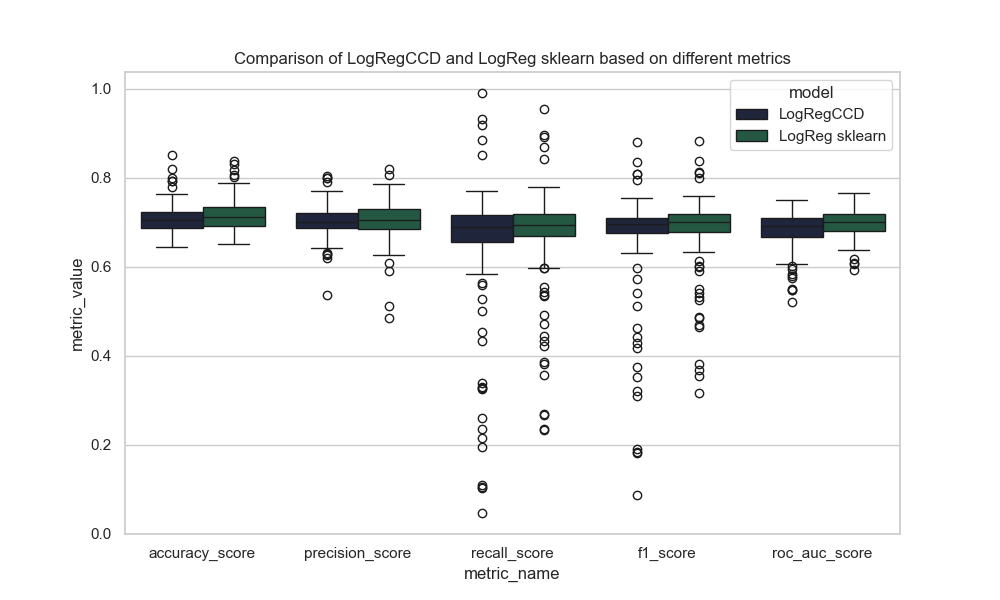 Comparison of LogRegCCD and LogReg sklearn based on different metrics
model
LogRegCCD
LogReg sklearn
metric_value
1.0
0.8
0.6
0.4
0.2
0.0
accuracy_score
precision_score
recall_score
f1_score
roc_auc_score
metric_name